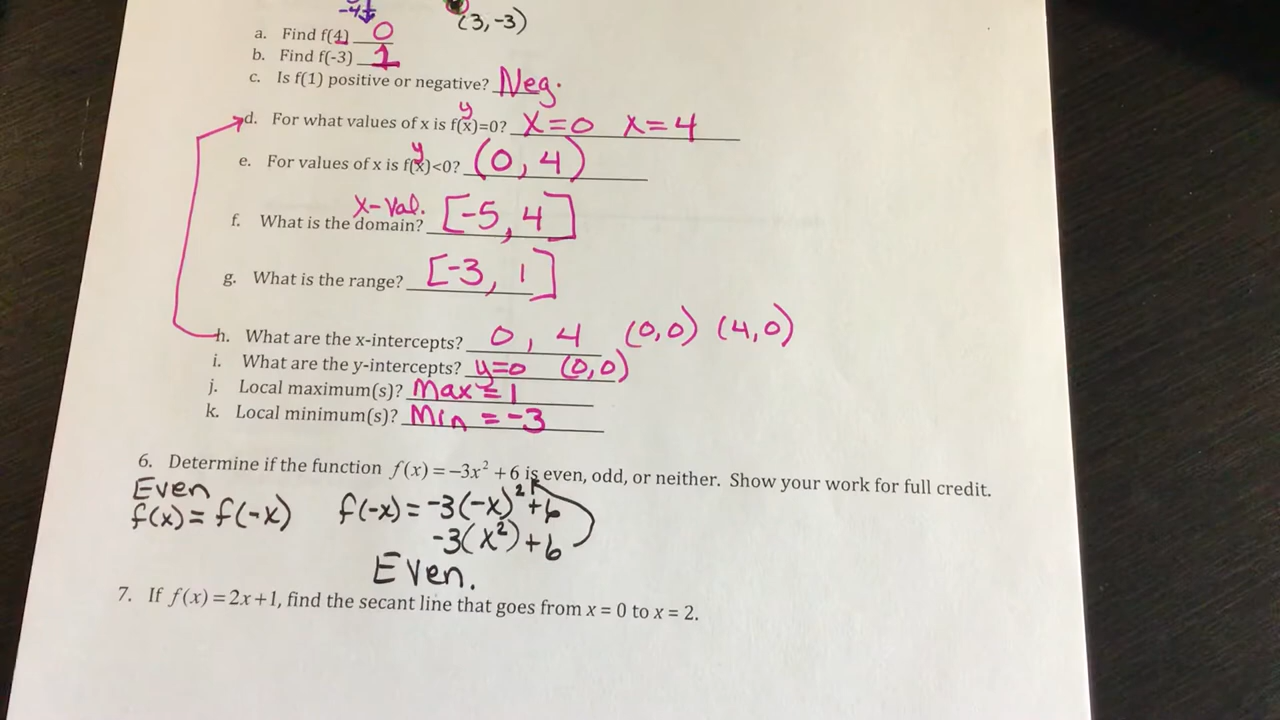 -4
(3,-3)
a. Find f(4) 0
b. Find f(-3) 1
c. Is f(1) positive or negative? Neg.
y
d. For what values of x is f(x)=0? x=0 x=4
y
e. For values of x is f(x)<0? (0, 4)
x-val.
f. What is the domain? [-5, 4]
g. What is the range? [-3, 1]
h. What are the x-intercepts? 0, 4 (0,0) (4,0)
i. What are the y-intercepts? y=0 (0,0)
j. Local maximum(s)? Max = 1
k. Local minimum(s)? Min = -3
6. Determine if the function f(x)=−3x²+6 is even, odd, or neither. Show your work for full credit.
Even
f(x) = f(-x) f(-x) = -3(-x)²+6
-3(x²)+6
Even.
7. If f(x)=2x+1, find the secant line that goes from x = 0 to x = 2.